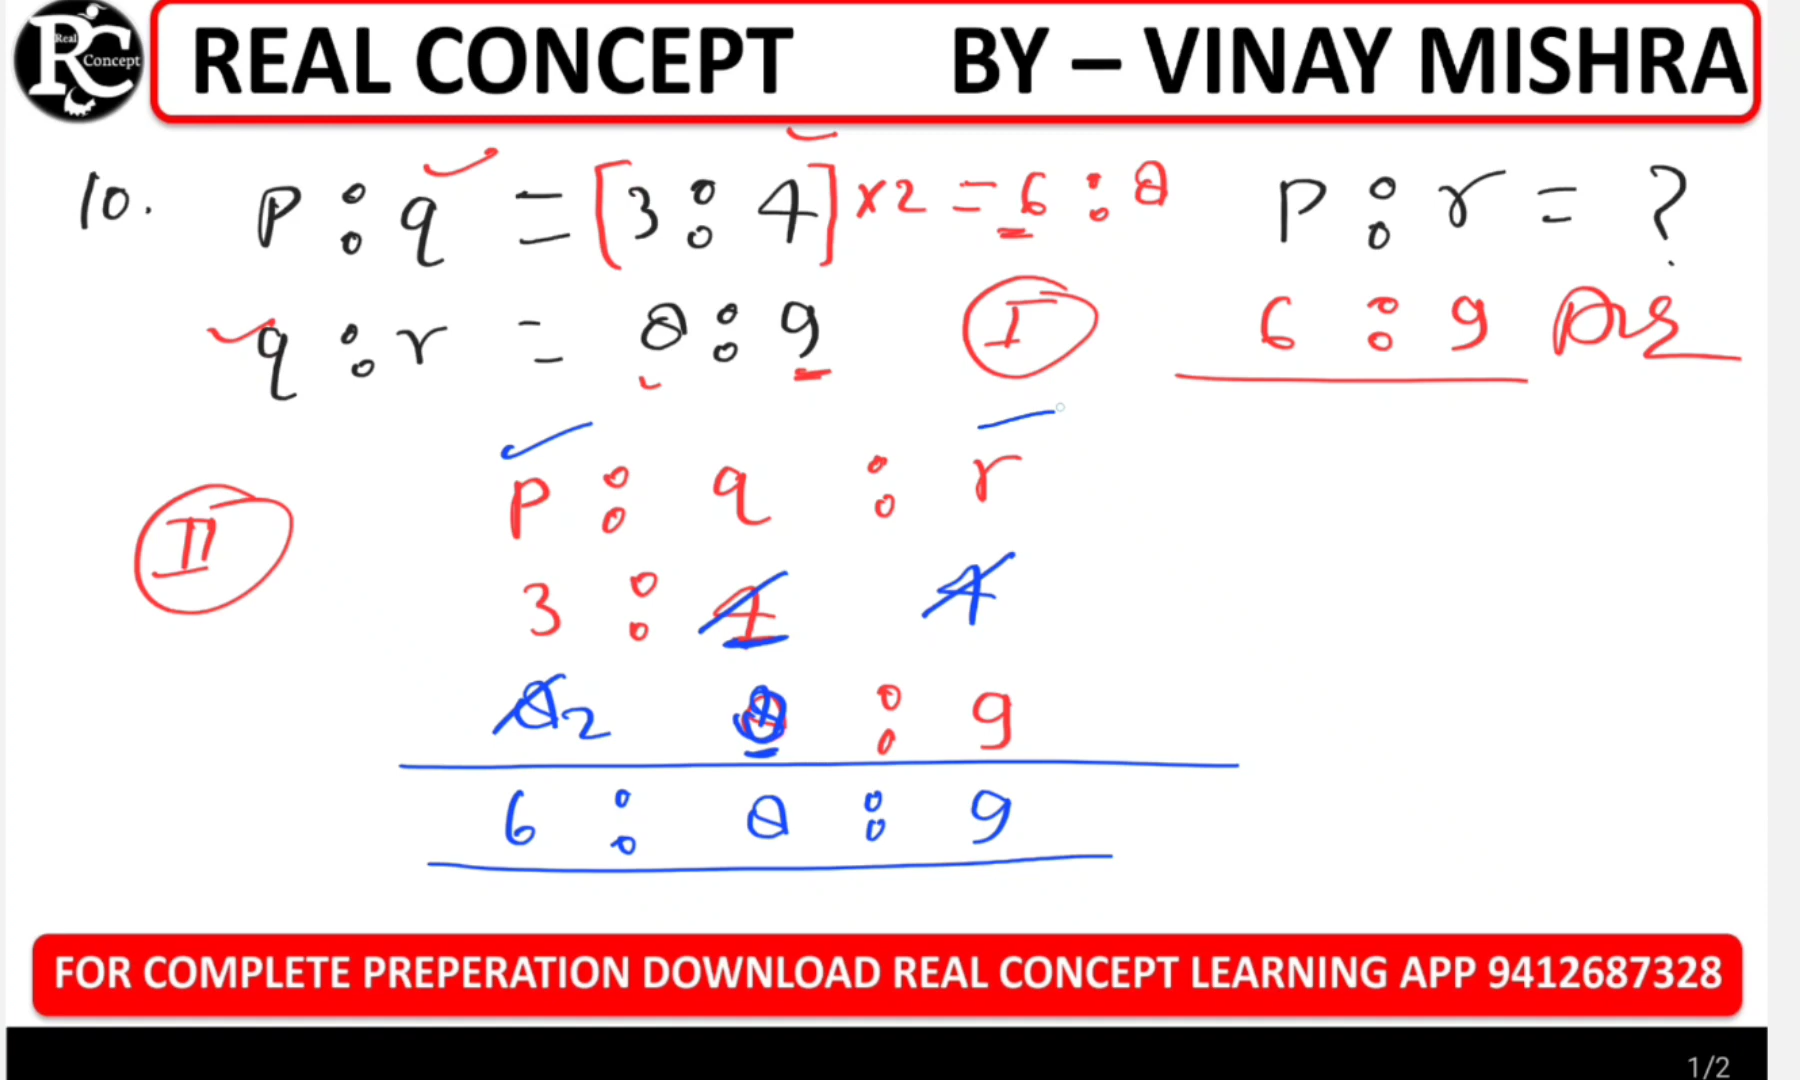 Real
Concept
REAL CONCEPT BY – VINAY MISHRA
10. p : q = [3 : 4] ×2 = 6 : 8 p : r = ?
q : r = 8 : 9 I 6 : 9 Ans
II p : q : r
3 : 4 4
8 2 8 : 9
6 : 8 : 9
FOR COMPLETE PREPERATION DOWNLOAD REAL CONCEPT LEARNING APP 9412687328
1/2